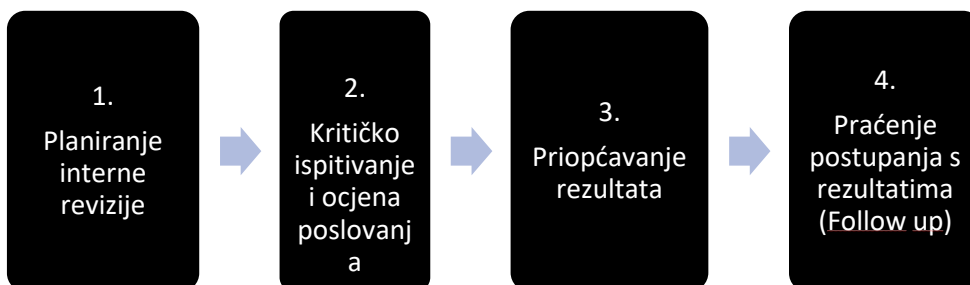 1.
Planiranje
interne
revizije
2.
Kritičko
ispitivanje
i ocjena
poslovanj
a
3.
Priopćavanje
rezultata
4.
Praćenje
postupanja s
rezultatima
(Follow up)